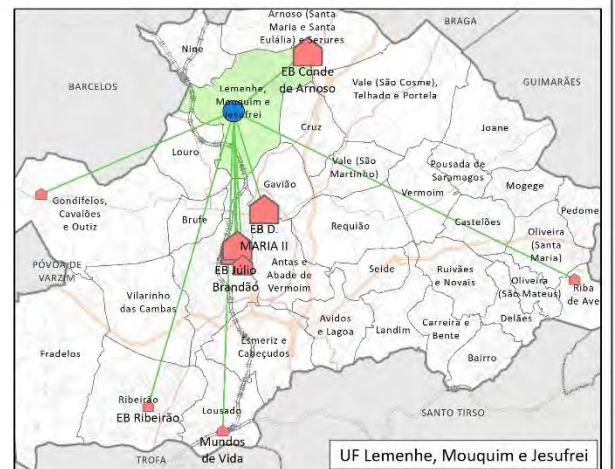 Arnoso (Santa
Maria e Santa
Eulália) e Sezures
BRAGA
Nine
EB Conde
de Arnoso
BARCELOS
GUIMARÃES
Lemenhe,
Mouquim e
Jesufrei
Vale (São Cosme),
Telhado e Portela
Cruz
Joane
Louro
Vale (São
Martinho)
Pousada de
Saramagos
Mogege
Gavião
Vermoim
Gondifelos,
Cavalões
e Outiz
Brufe
Pedome
EB D.
MARIA II
Requião
Castelões
Oliveira
(Santa
Maria)
PÓVOA DE
VARZIM
EB Júlio
Brandão
Antas e
Abade de
Vermoim
Seide
Ruivães
e Novais
Oliveira
(São Mateus)
Riba
de Ave
Vilarinho
das Cambas
Avidos
e Lagoa
Landim
Carreira e
Bente
Delães
Fradelos
Esmeriz e
Cabeçudos
Bairro
Ribeirão
EB Ribeirão
Lousado
Mundos
de Vida
SANTO TIRSO
TROFA
UF Lemenhe, Mouquim e Jesufrei